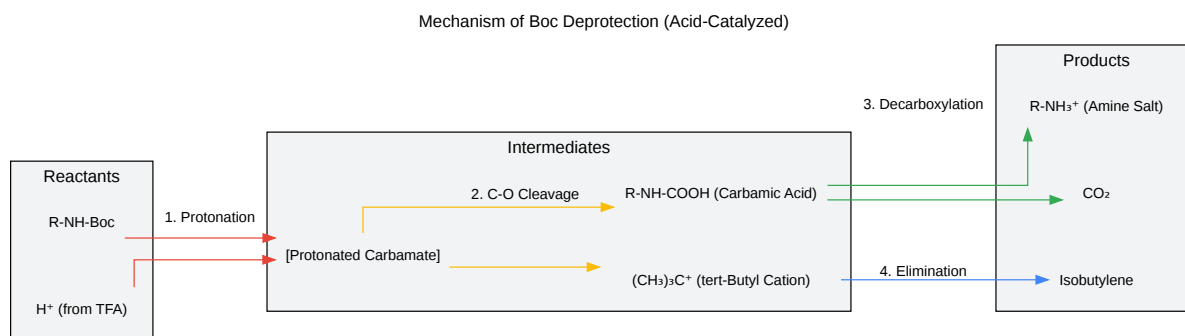 Mechanism of Boc Deprotection (Acid-Catalyzed)
Reactants
R-NH-Boc
H⁺ (from TFA)
1. Protonation
Intermediates
[Protonated Carbamate]
2. C-O Cleavage
R-NH-COOH (Carbamic Acid)
(CH₃)₃C⁺ (tert-Butyl Cation)
3. Decarboxylation
4. Elimination
Products
R-NH₃⁺ (Amine Salt)
CO₂
Isobutylene